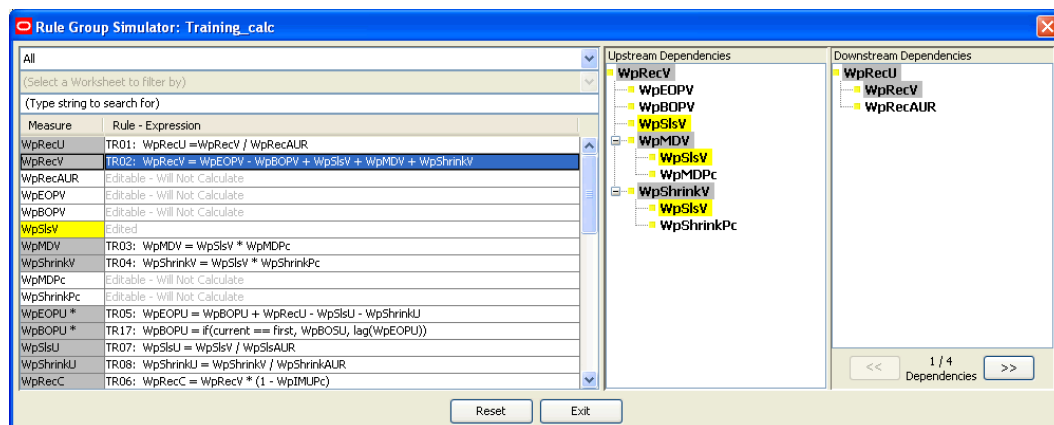 Rule Group Simulator: Training_calc
All
(Select a Worksheet to filter by)
(Type string to search for)
Measure Rule - Expression
WpRecU TR01: WpRecU =WpRecV / WpRecAUR
WpRecV TR02: WpRecV = WpEOPV - WpBOPV + WpSlsV + WpMDV + WpShrinkV
WpRecAUR Editable - Will Not Calculate
WpEOPV Editable - Will Not Calculate
WpBOPV Editable - Will Not Calculate
WpSlsV Edited
WpMDV TR03: WpMDV = WpSlsV * WpMDPc
WpShrinkV TR04: WpShrinkV = WpSlsV * WpShrinkPc
WpMDPc Editable - Will Not Calculate
WpShrinkPc Editable - Will Not Calculate
WpEOPU * TR05: WpEOPU = WpBOPU + WpRecU - WpSlsU - WpShrinkU
WpBOPU * TR17: WpBOPU = if(current == first, WpBOSU, lag(WpEOPU))
WpSlsU TR07: WpSlsU = WpSlsV / WpSlsAUR
WpShrinkU TR08: WpShrinkU = WpShrinkV / WpShrinkAUR
WpRecC TR06: WpRecC = WpRecV * (1 - WpIMUPc)
Upstream Dependencies
WpRecV
WpEOPV
WpBOPV
WpSlsV
WpMDV
WpSlsV
WpMDPc
WpShrinkV
WpSlsV
WpShrinkPc
Downstream Dependencies
WpRecU
WpRecV
WpRecAUR
<< 1 / 4 >>
Dependencies
Reset Exit